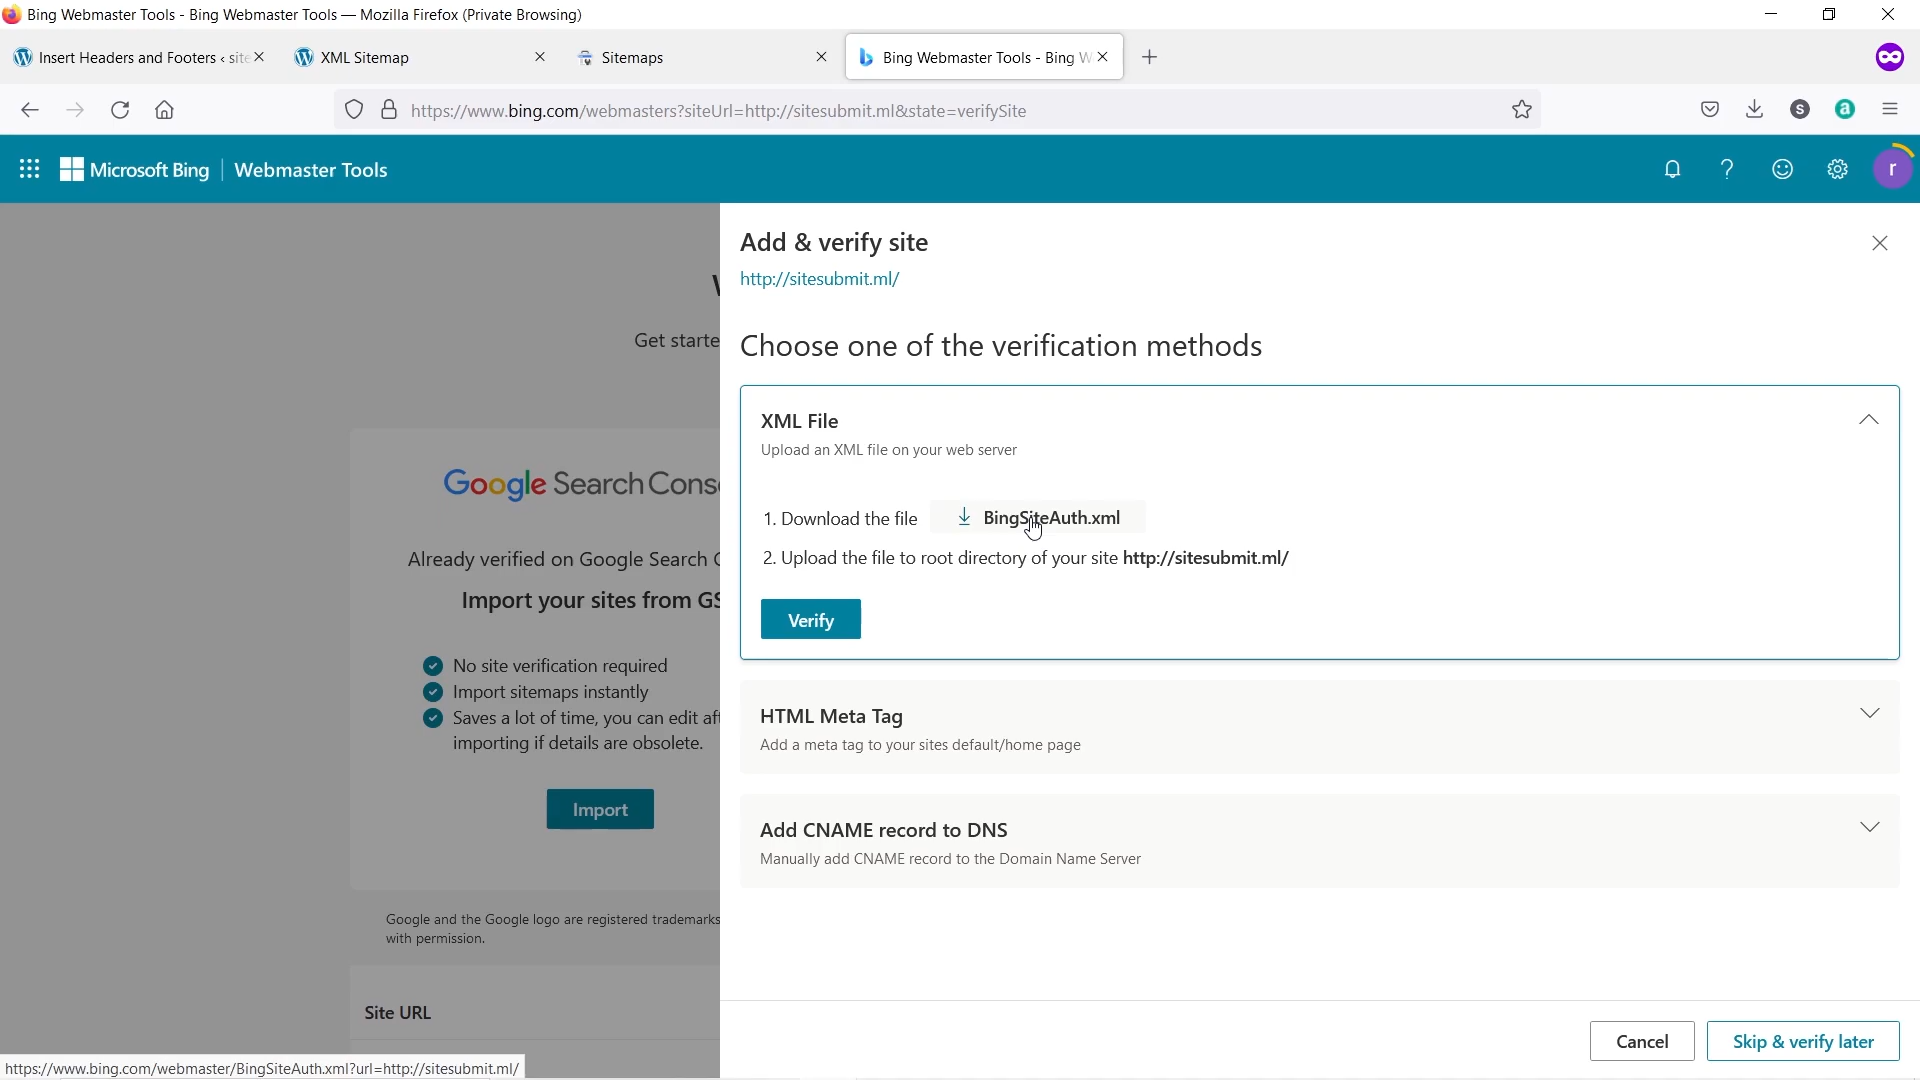 Bing Webmaster Tools - Bing Webmaster Tools — Mozilla Firefox (Private Browsing)
Insert Headers and Footers ‹ site
XML Sitemap
Sitemaps
Bing Webmaster Tools - Bing W
https://www.bing.com/webmasters?siteUrl=http://sitesubmit.ml&state=verifySite
S
a
Microsoft Bing
Webmaster Tools
?
r
Add & verify site
http://sitesubmit.ml/
Get starte
Choose one of the verification methods
XML File
Upload an XML file on your web server
Google Search Cons
1. Download the file
BingSiteAuth.xml
2. Upload the file to root directory of your site http://sitesubmit.ml/
Already verified on Google Search C
Import your sites from GS
Verify
No site verification required
Import sitemaps instantly
Saves a lot of time, you can edit aft
importing if details are obsolete.
HTML Meta Tag
Add a meta tag to your sites default/home page
Import
Add CNAME record to DNS
Manually add CNAME record to the Domain Name Server
Google and the Google logo are registered trademarks
with permission.
Site URL
Cancel
Skip & verify later
https://www.bing.com/webmaster/BingSiteAuth.xml?url=http://sitesubmit.ml/